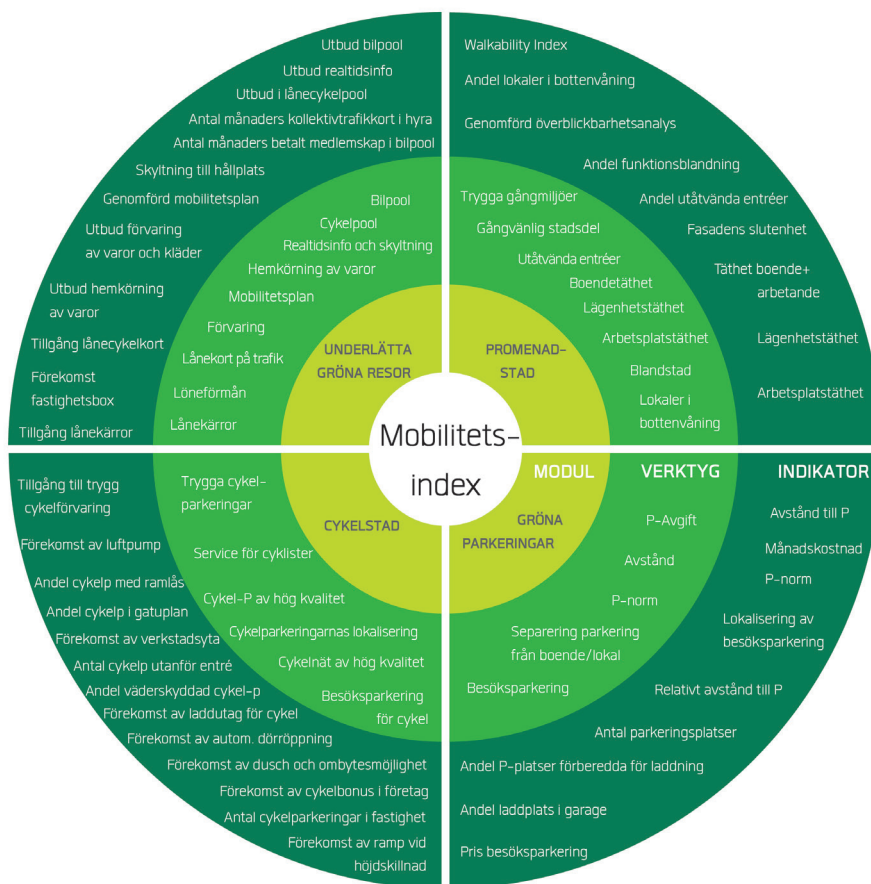 Utbud bilpool
Utbud realtidsinfo
Utbud i lånecykelpool
Antal månaders kollektivtrafikkort i hyra
Antal månaders betalt medlemskap i bilpool
Skyltning till hållplats
Genomförd mobilitetsplan
Utbud förvaring
av varor och kläder
Utbud hemkörning
av varor
Tillgång lånecykelkort
Förekomst
fastighetsbox
Tillgång lånekärror
Bilpool
Cykelpool
Realtidsinfo och skyltning
Hemkörning av varor
Mobilitetsplan
Förvaring
Lånekort på trafik
Löneförmån
Lånekärror
UNDERLÄTTA
GRÖNA RESOR
Walkability Index
Andel lokaler i bottenvåning
Genomförd överblickbarhetsanalys
Andel funktionsblandning
Andel utåtvända entréer
Fasadens slutenhet
Täthet boende+
arbetande
Lägenhetstäthet
Arbetsplatstäthet
Trygga gångmiljöer
Gångvänlig stadsdel
Utåtvända entréer
Boendetäthet
Lägenhetstäthet
Arbetsplatstäthet
Blandstad
Lokaler i
bottenvåning
PROMENAD-
STAD
Mobilitets-
index
Tillgång till trygg
cykelförvaring
Förekomst av luftpump
Andel cykelp med ramlås
Andel cykelp i gatuplan
Förekomst av verkstadsyta
Antal cykelp utanför entré
Andel väderskyddad cykel-p
Förekomst av laddutag för cykel
Förekomst av autom. dörröppning
Förekomst av dusch och ombytesmöjlighet
Förekomst av cykelbonus i företag
Antal cykelparkeringar i fastighet
Förekomst av ramp vid
höjdskillnad
Trygga cykel-
parkeringar
Service för cyklister
Cykel-P av hög kvalitet
Cykelparkeringarnas lokalisering
Cykelnät av hög kvalitet
Besöksparkering
för cykel
CYKELSTAD
MODUL
VERKTYG
INDIKATOR
GRÖNA
PARKERINGAR
P-Avgift
Avstånd
P-norm
Separering parkering
från boende/lokal
Besöksparkering
Avstånd till P
Månadskostnad
P-norm
Lokalisering av
besöksparkering
Relativt avstånd till P
Antal parkeringsplatser
Andel P-platser förberedda för laddning
Andel laddplats i garage
Pris besöksparkering